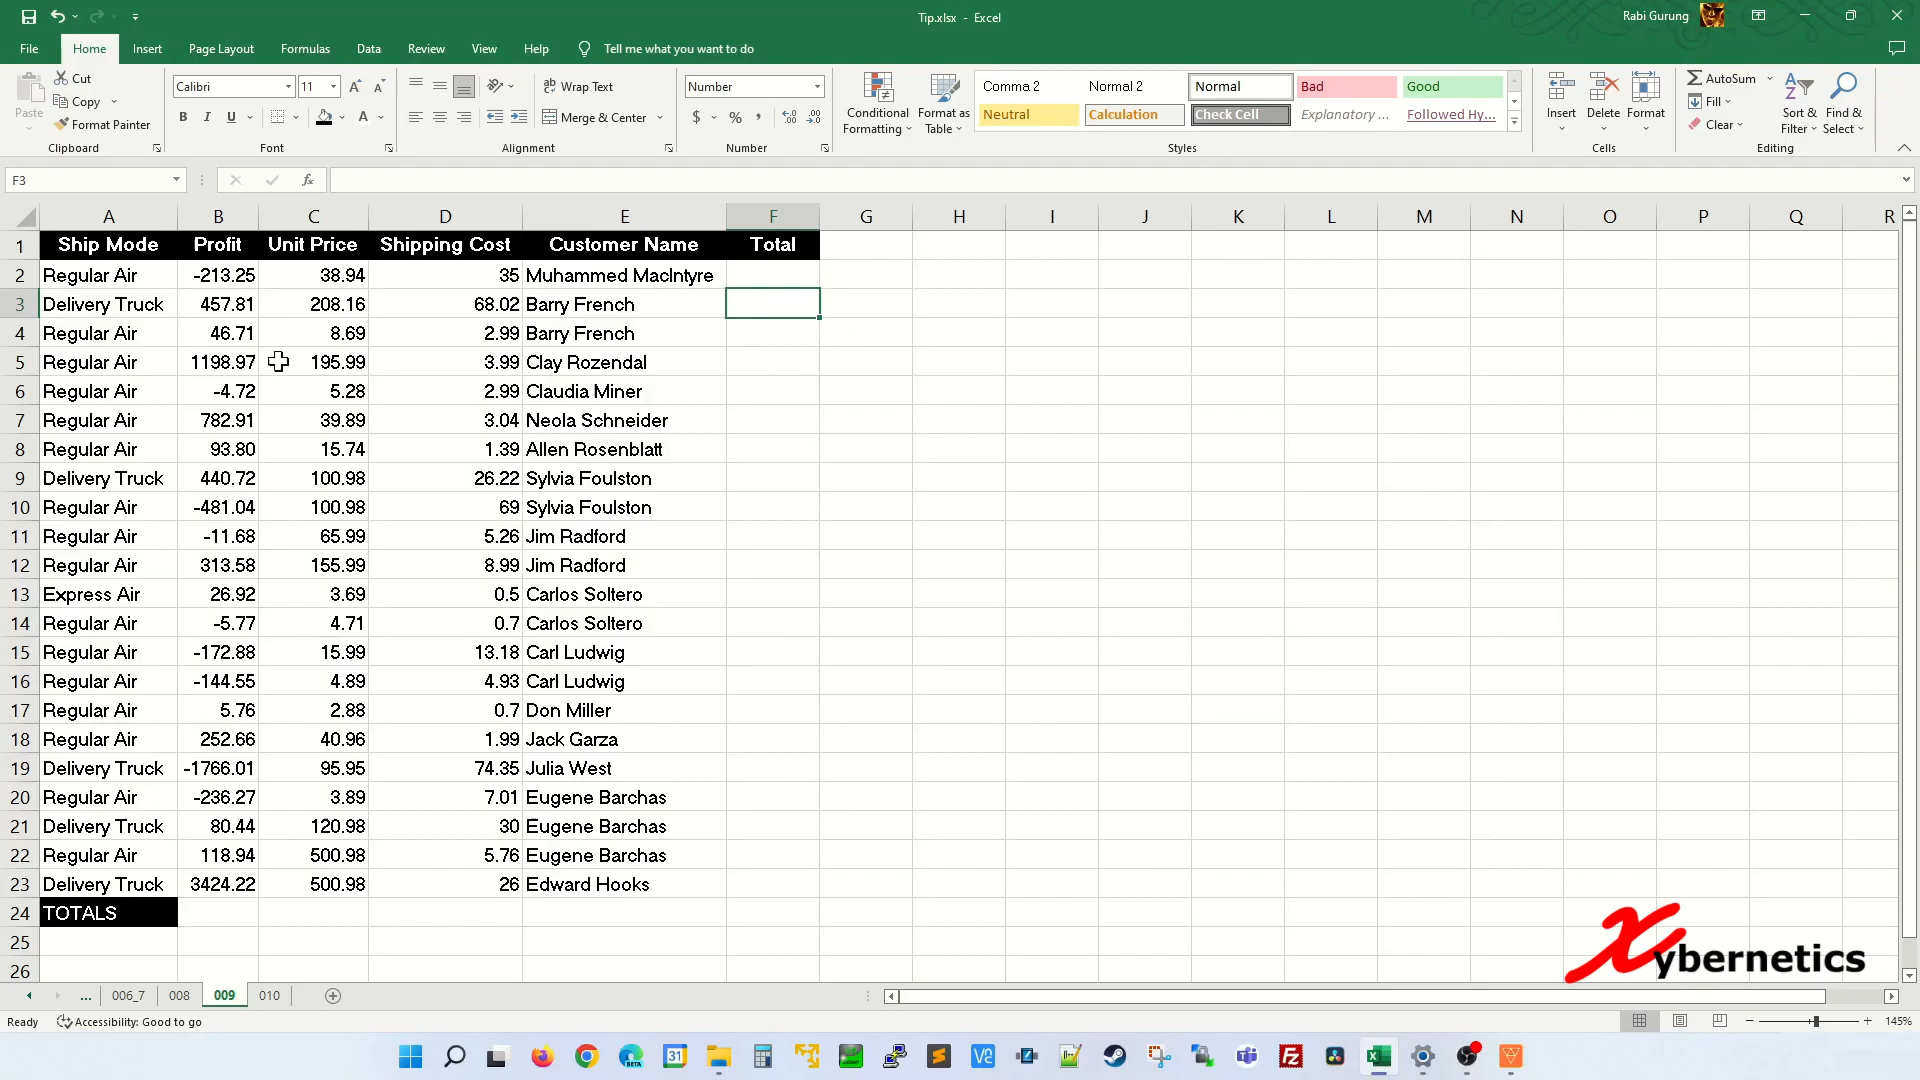 Tip.xlsx - Excel
Rabi Gurung
File Home Insert Page Layout Formulas Data Review View Help Tell me what you want to do
Paste Cut Copy Format Painter Clipboard
Calibri 11 B I U Font
Wrap Text Merge & Center Alignment
Number $ % , Number
Conditional Formatting Format as Table
Comma 2 Normal 2 Normal Bad Good
Neutral Calculation Check Cell Explanatory ... Followed Hy...
Styles
Insert Delete Format Cells
AutoSum Fill Clear Sort & Filter Find & Select Editing
F3 fx
A B C D E F G H I J K L M N O P Q R
1 Ship Mode Profit Unit Price Shipping Cost Customer Name Total
2 Regular Air -213.25 38.94 35 Muhammed MacIntyre
3 Delivery Truck 457.81 208.16 68.02 Barry French
4 Regular Air 46.71 8.69 2.99 Barry French
5 Regular Air 1198.97 195.99 3.99 Clay Rozendal
6 Regular Air -4.72 5.28 2.99 Claudia Miner
7 Regular Air 782.91 39.89 3.04 Neola Schneider
8 Regular Air 93.80 15.74 1.39 Allen Rosenblatt
9 Delivery Truck 440.72 100.98 26.22 Sylvia Foulston
10 Regular Air -481.04 100.98 69 Sylvia Foulston
11 Regular Air -11.68 65.99 5.26 Jim Radford
12 Regular Air 313.58 155.99 8.99 Jim Radford
13 Express Air 26.92 3.69 0.5 Carlos Soltero
14 Regular Air -5.77 4.71 0.7 Carlos Soltero
15 Regular Air -172.88 15.99 13.18 Carl Ludwig
16 Regular Air -144.55 4.89 4.93 Carl Ludwig
17 Regular Air 5.76 2.88 0.7 Don Miller
18 Regular Air 252.66 40.96 1.99 Jack Garza
19 Delivery Truck -1766.01 95.95 74.35 Julia West
20 Regular Air -236.27 3.89 7.01 Eugene Barchas
21 Delivery Truck 80.44 120.98 30 Eugene Barchas
22 Regular Air 118.94 500.98 5.76 Eugene Barchas
23 Delivery Truck 3424.22 500.98 26 Edward Hooks
24 TOTALS
25
26
Xybernetics
... 006_7 008 009 010
Ready Accessibility: Good to go 145%